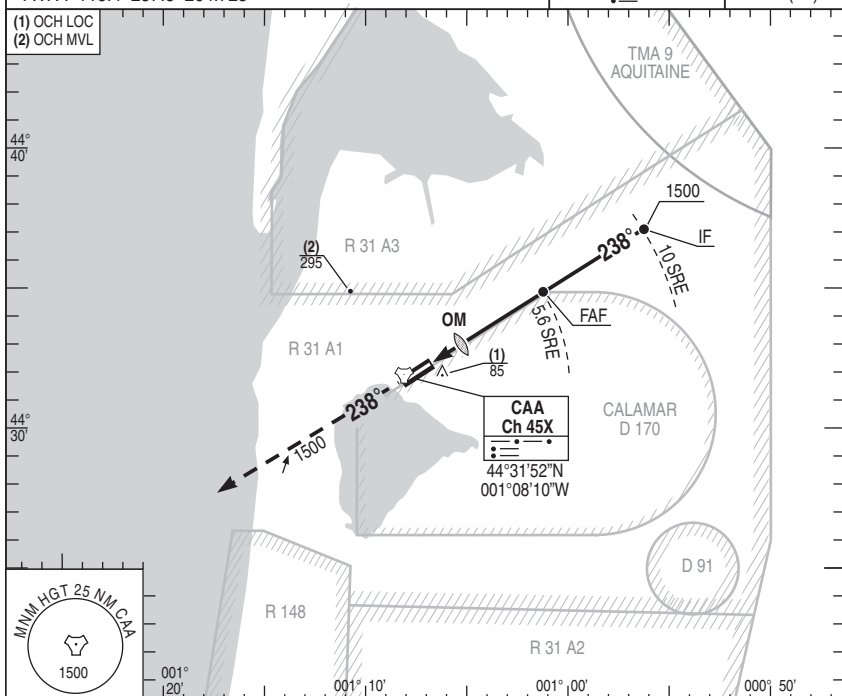 (1) OCH LOC
(2) OCH MVL
TMA 9
AQUITAINE
44°
40'
1500
IF
238°
10 SRE
(2)
295
R 31 A3
FAF
5.6 SRE
OM
R 31 A1
(1)
85
CAA
Ch 45X
44°31'52"N
001°08'10"W
CALAMAR
D 170
44°
30'
238°
1500
D 91
MNM HGT 25 NM CAA
1500
R 148
R 31 A2
001°
20'
001° 10'
001° 00'
000° 50'